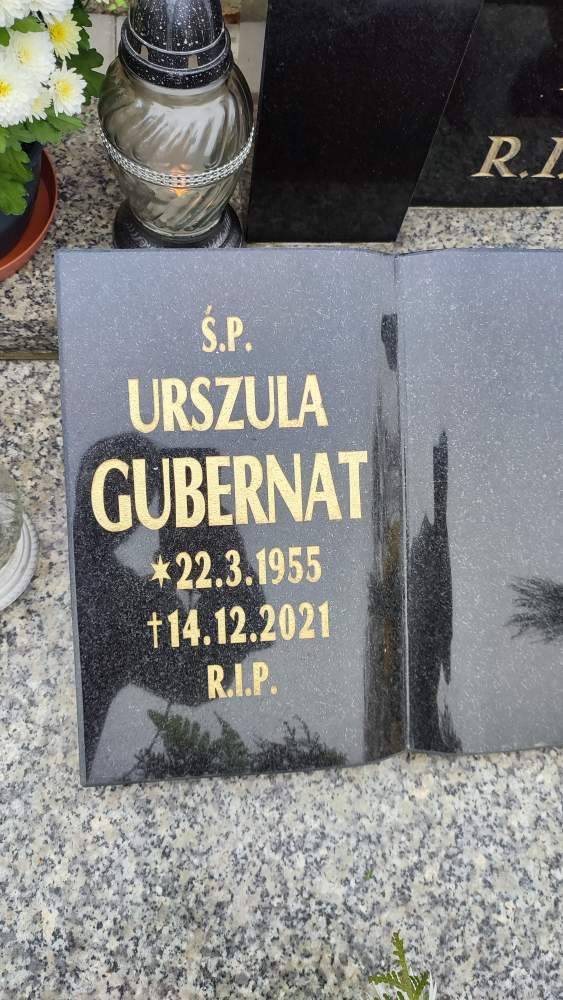 R.I.
Ś.P.
URSZULA
GUBERNAT
✶22.3.1955
†14.12.2021
R.I.P.